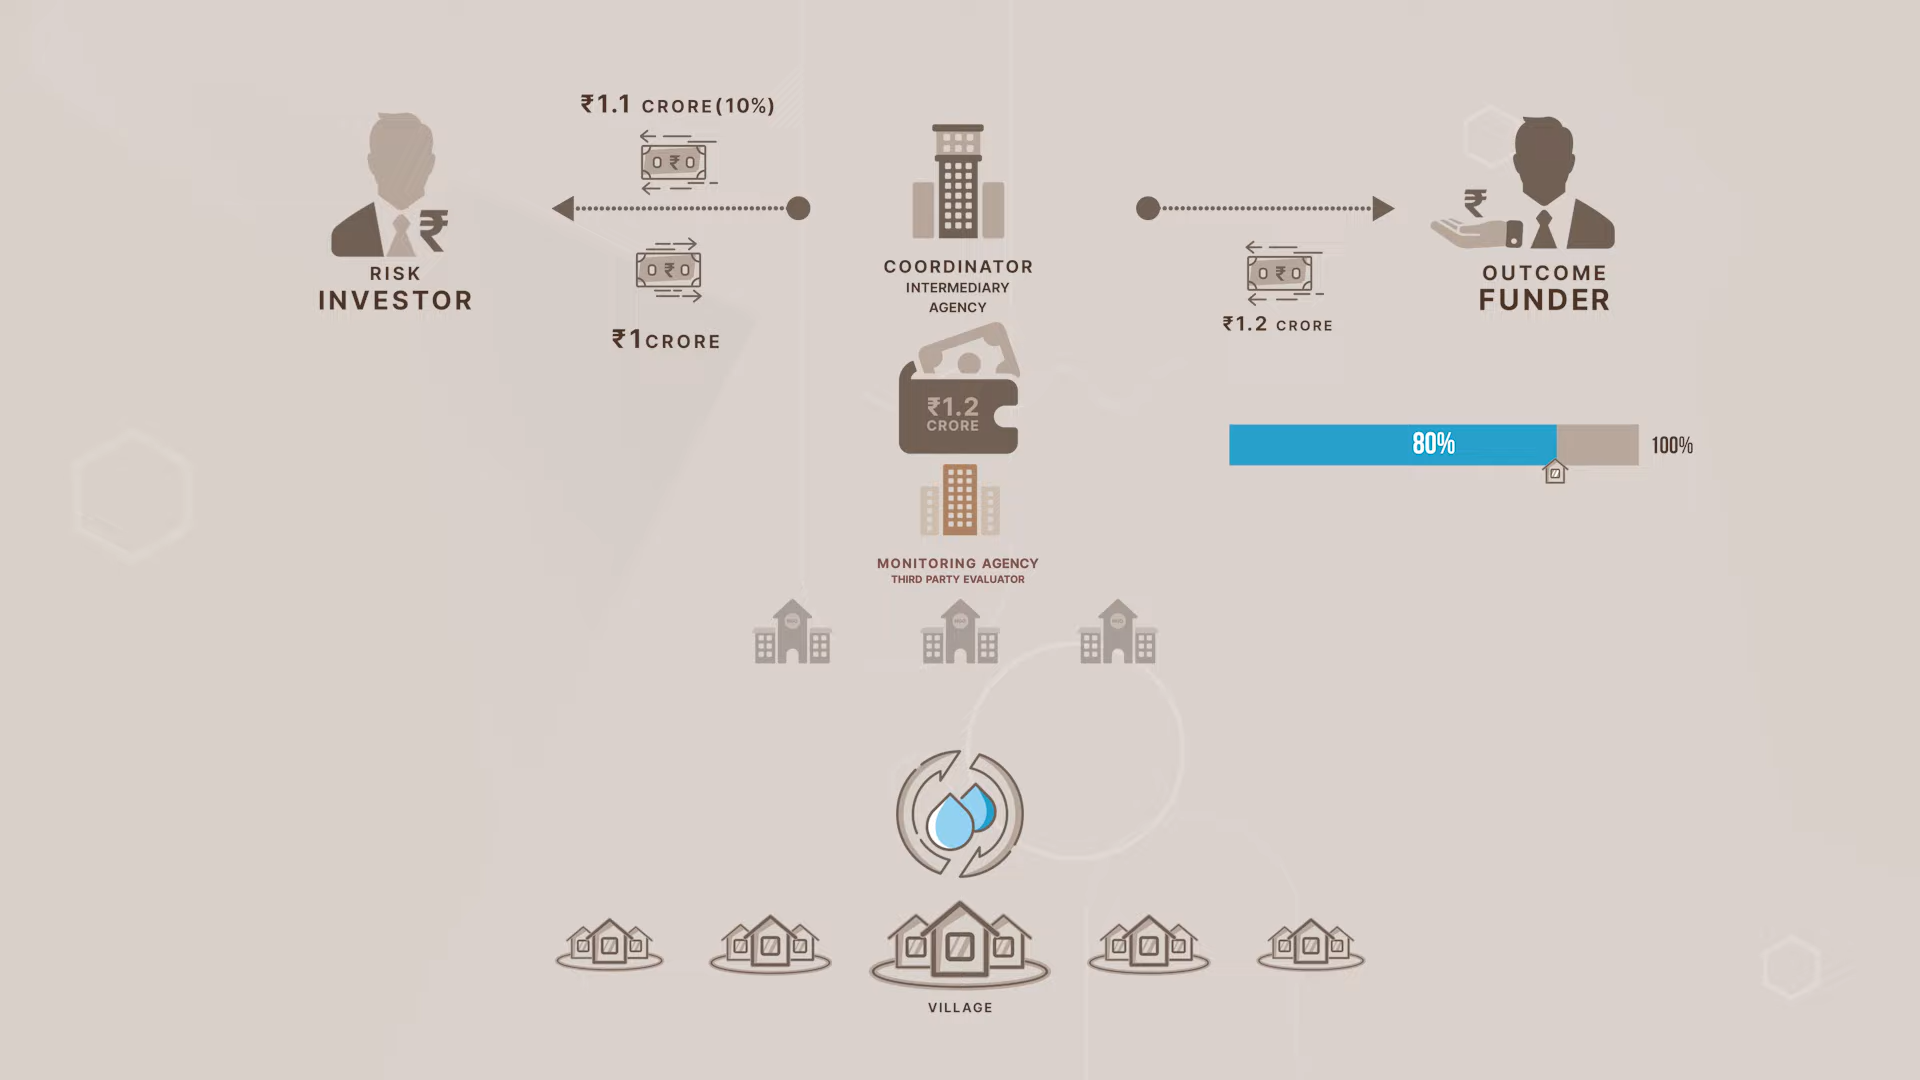 ₹1.1 CRORE(10%)
₹
₹
RISK
INVESTOR
₹
₹1CRORE
COORDINATOR
INTERMEDIARY
AGENCY
₹1.2
CRORE
MONITORING AGENCY
THIRD PARTY EVALUATOR
₹
₹1.2 CRORE
₹
OUTCOME
FUNDER
80%
100%
VILLAGE